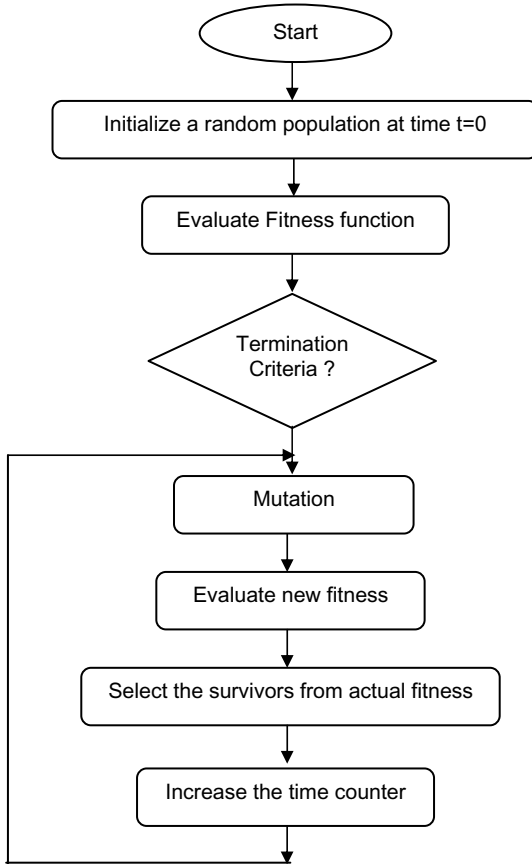 Start
Initialize a random population at time t=0
Evaluate Fitness function
Termination
Criteria ?
Mutation
Evaluate new fitness
Select the survivors from actual fitness
Increase the time counter